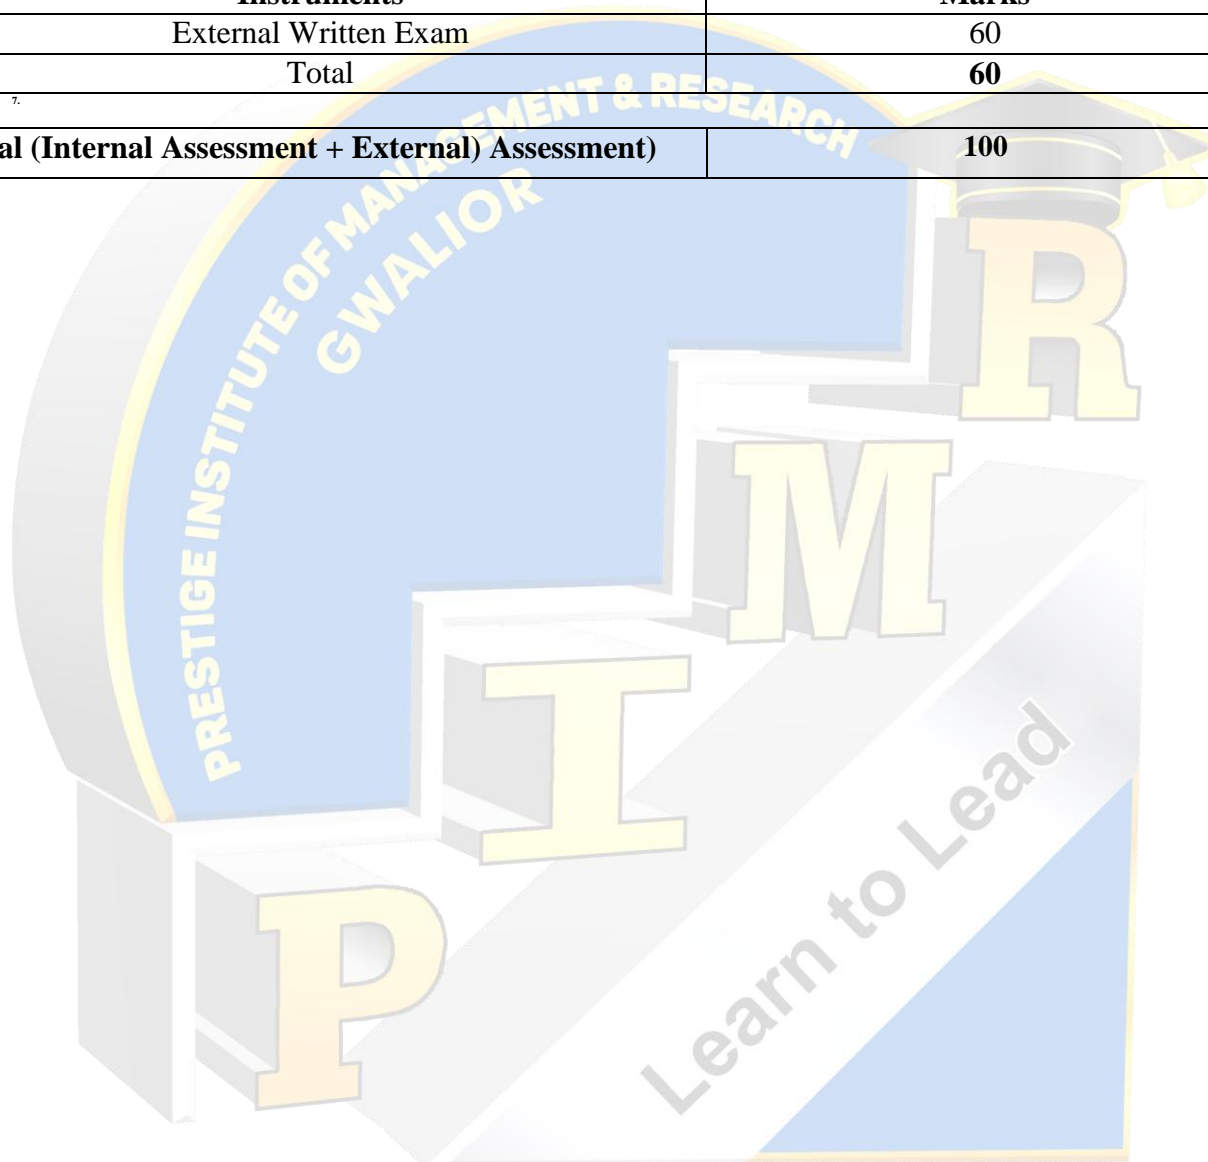 Instruments Marks
External Written Exam 60
Total 60
7.
al (Internal Assessment + External) Assessment) 100
PRESTIGE INSTITUTE OF MANAGEMENT & RESEARCH
GWALIOR
R
M
I
P
Learn to Lead